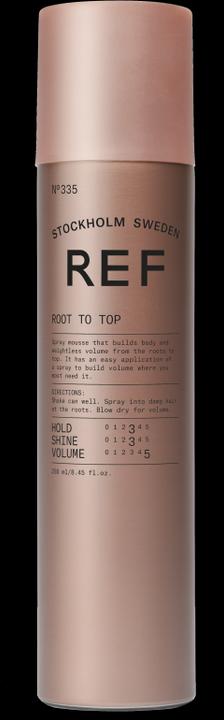 Nº335
STOCKHOLM SWEDEN
REF
ROOT TO TOP
Spray mousse that builds body and
weightless volume from the roots to
top. It has an easy application of
a spray to build volume where you
most need it.
DIRECTIONS:
Shake can well. Spray into damp hair
at the roots. Blow dry for volume.
HOLD 0 1 2 3 4 5
SHINE 0 1 2 3 4 5
VOLUME 0 1 2 3 4 5
250 ml/8.45 fl.oz.